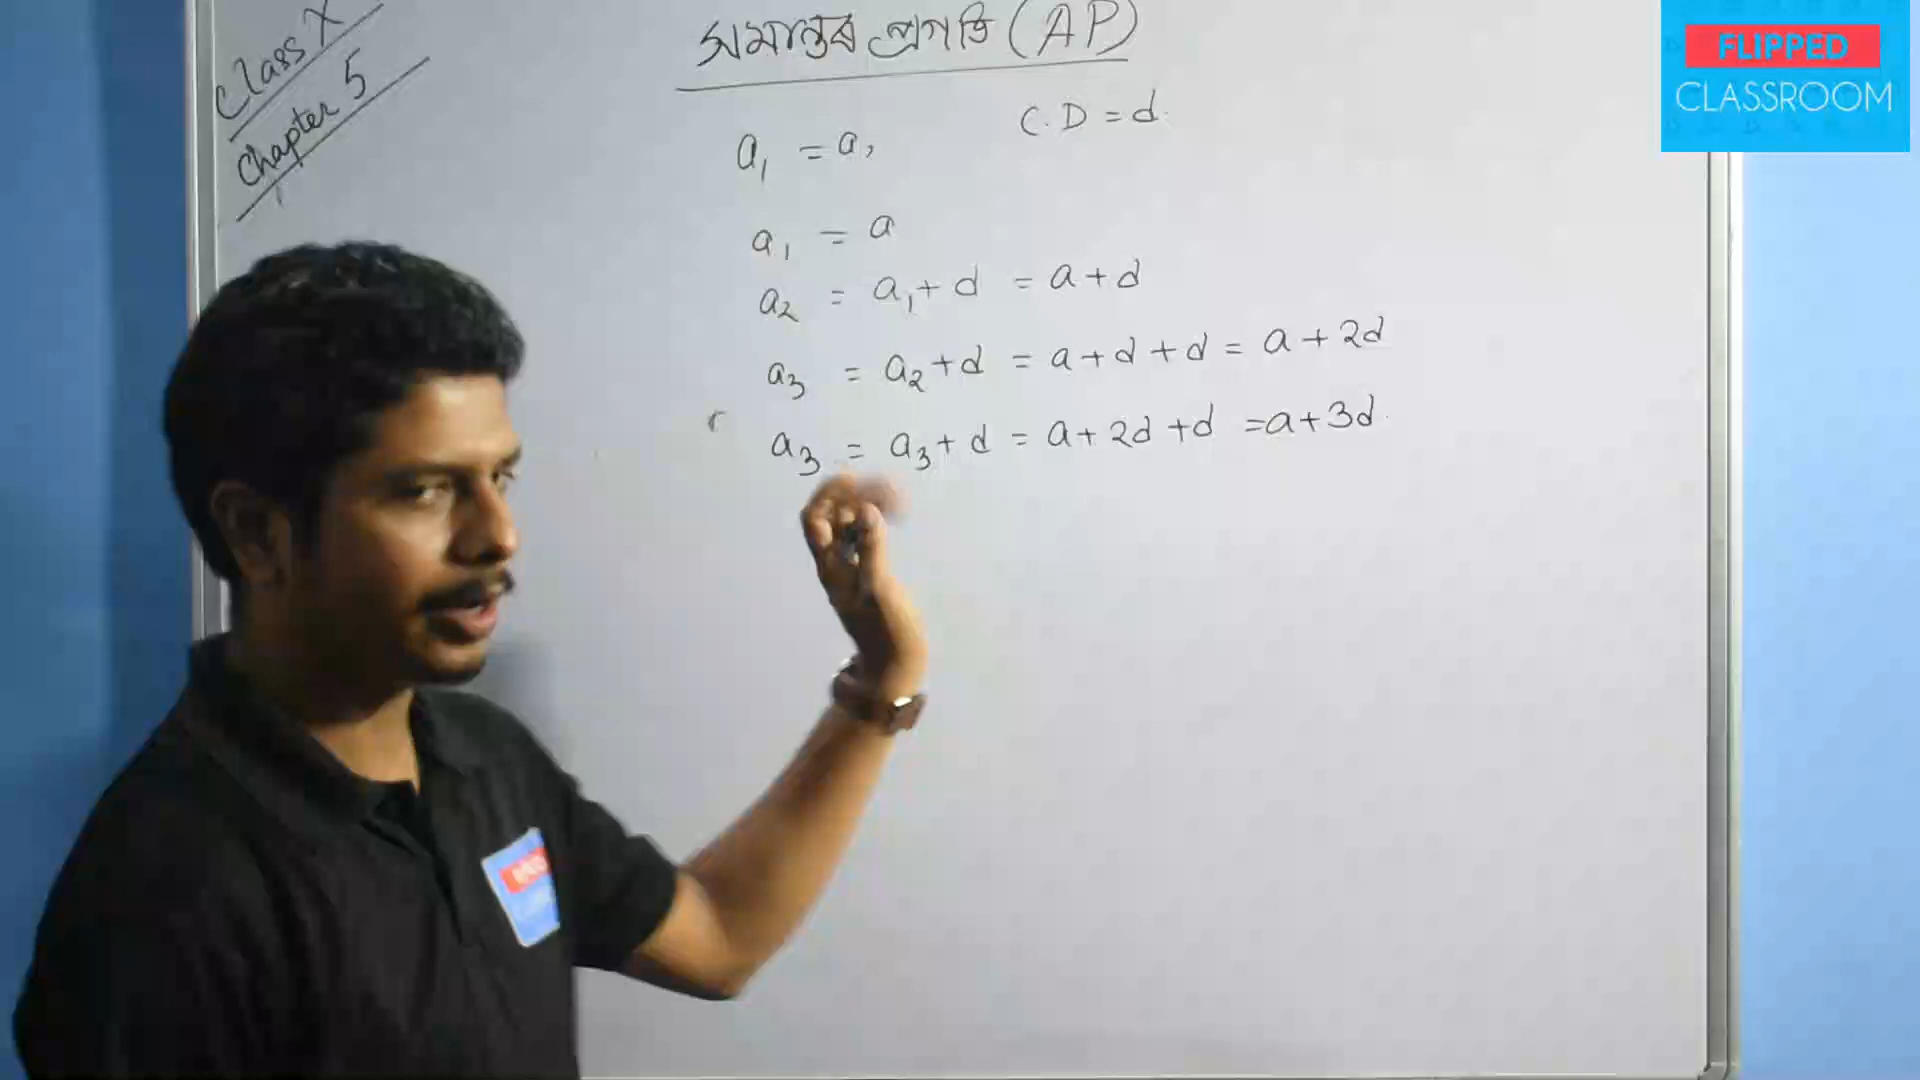 Class X
Chapter 5
সমান্তৰ প্ৰগতি (AP)
C.D = d.
a₁ = a,
a₁ = a
a₂ = a₁ + d = a + d
a₃ = a₂ + d = a + d + d = a + 2d
a₃ = a₃ + d = a + 2d + d = a + 3d.
FLIPPED
CLASSROOM